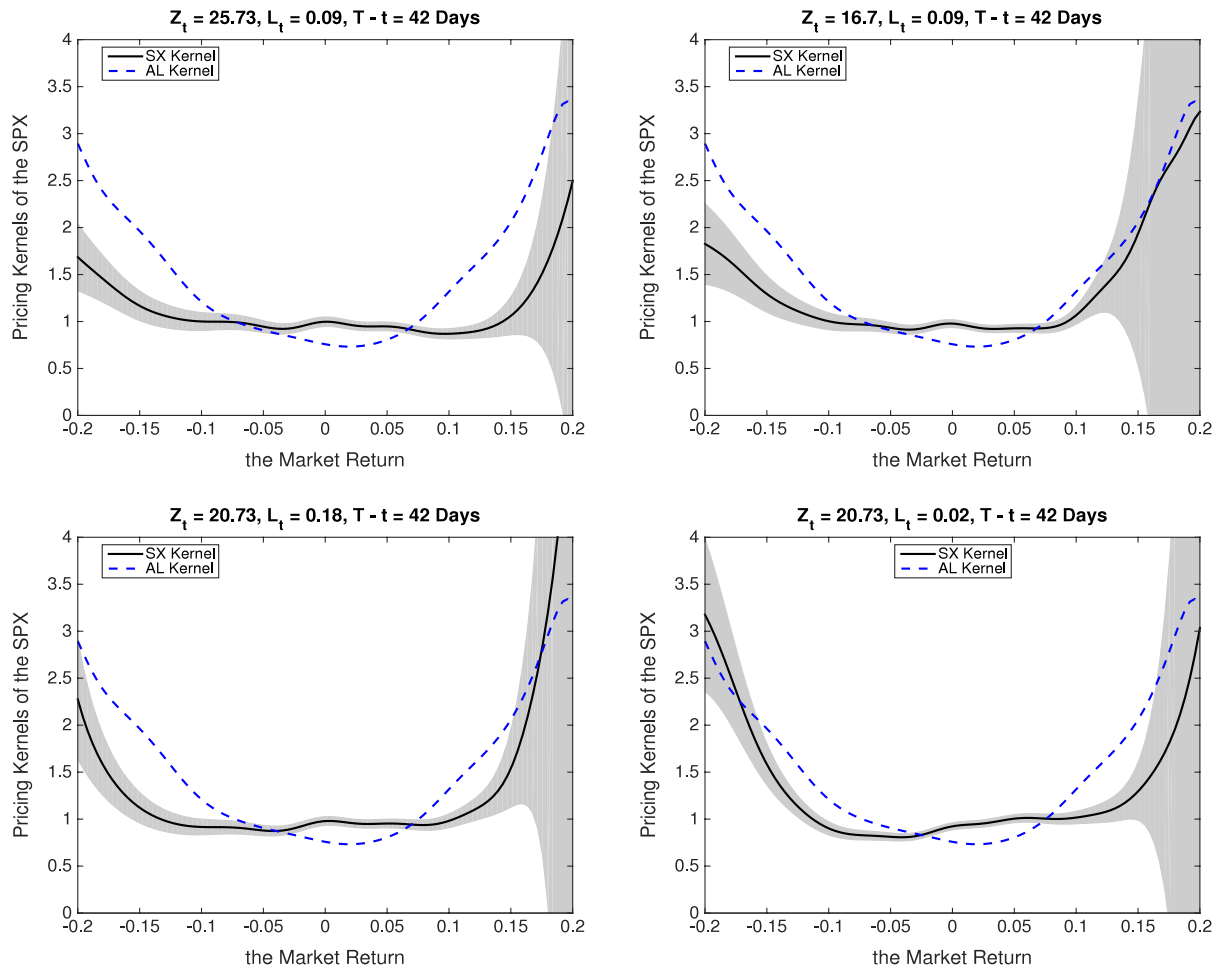 Z_t = 25.73, L_t = 0.09, T - t = 42 Days
SX Kernel
AL Kernel
Pricing Kernels of the SPX
4
3.5
3
2.5
2
1.5
1
0.5
0
-0.2 -0.15 -0.1 -0.05 0 0.05 0.1 0.15 0.2
the Market Return
Z_t = 16.7, L_t = 0.09, T - t = 42 Days
SX Kernel
AL Kernel
Pricing Kernels of the SPX
4
3.5
3
2.5
2
1.5
1
0.5
0
-0.2 -0.15 -0.1 -0.05 0 0.05 0.1 0.15 0.2
the Market Return
Z_t = 20.73, L_t = 0.18, T - t = 42 Days
SX Kernel
AL Kernel
Pricing Kernels of the SPX
4
3.5
3
2.5
2
1.5
1
0.5
0
-0.2 -0.15 -0.1 -0.05 0 0.05 0.1 0.15 0.2
the Market Return
Z_t = 20.73, L_t = 0.02, T - t = 42 Days
SX Kernel
AL Kernel
Pricing Kernels of the SPX
4
3.5
3
2.5
2
1.5
1
0.5
0
-0.2 -0.15 -0.1 -0.05 0 0.05 0.1 0.15 0.2
the Market Return